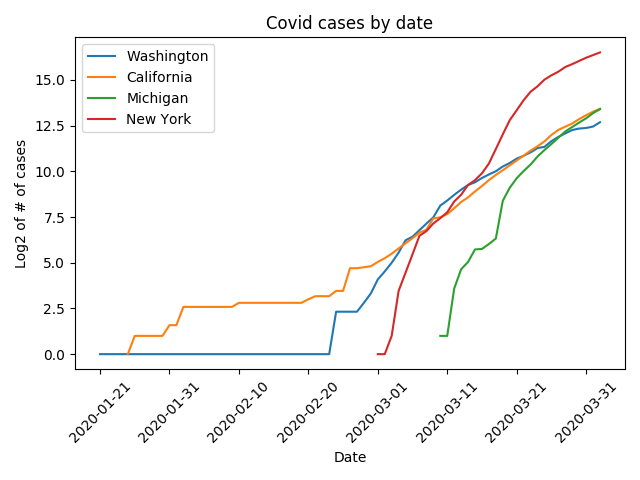 Covid cases by date
Washington
California
Michigan
New York
Log2 of # of cases
15.0
12.5
10.0
7.5
5.0
2.5
0.0
2020-01-21
2020-01-31
2020-02-10
2020-02-20
2020-03-01
2020-03-11
2020-03-21
2020-03-31
Date